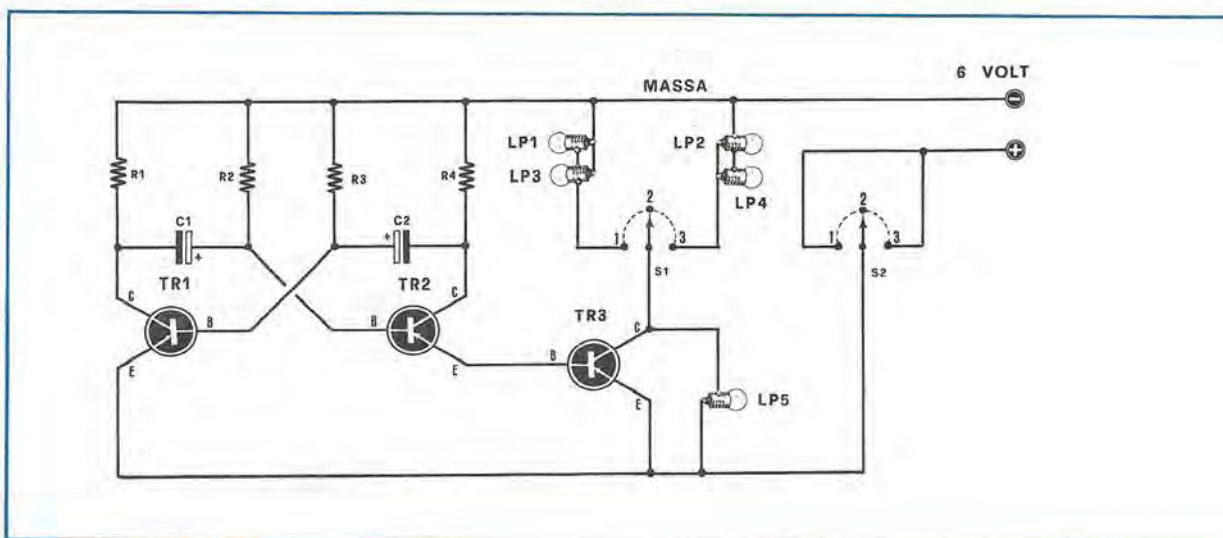 6 VOLT
MASSA
LP1
LP2
R1
R2
R3
R4
LP3
LP4
C1
C2
+
+
2
2
1
3
1
3
TR1
TR2
S1
S2
C
C
TR3
C
B
B
B
E
E
E
LP5